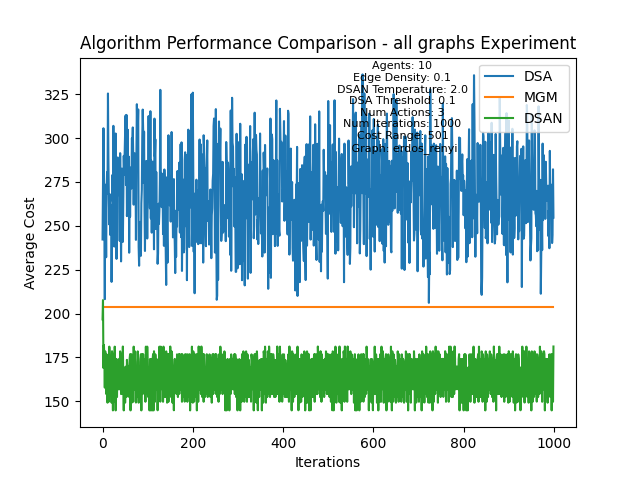 Algorithm Performance Comparison - all graphs Experiment
Agents: 10
Edge Density: 0.1
DSAN Temperature: 2.0
DSA Threshold: 0.1
Num Actions: 3
Num Iterations: 1000
Cost Range: 501
Graph: erdos_renyi
DSA
MGM
DSAN
Average Cost
325
300
275
250
225
200
175
150
0
200
400
600
800
1000
Iterations